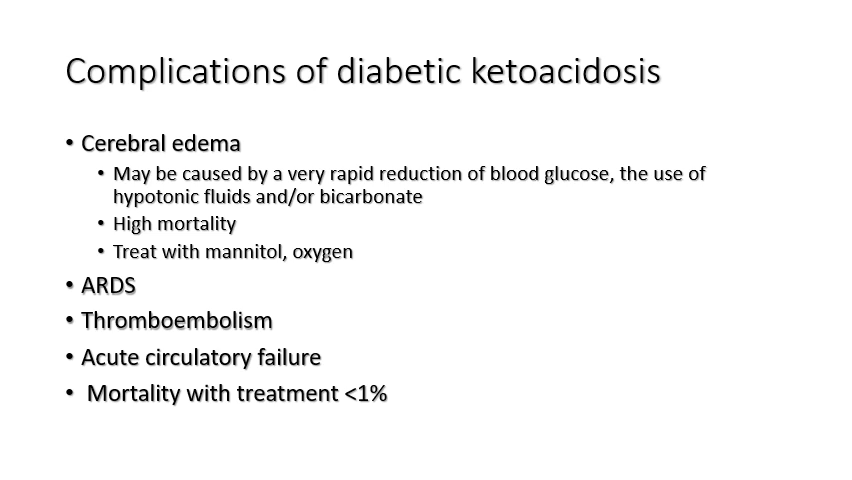 Complications of diabetic ketoacidosis
• Cerebral edema
• May be caused by a very rapid reduction of blood glucose, the use of
hypotonic fluids and/or bicarbonate
• High mortality
• Treat with mannitol, oxygen
• ARDS
• Thromboembolism
• Acute circulatory failure
• Mortality with treatment <1%